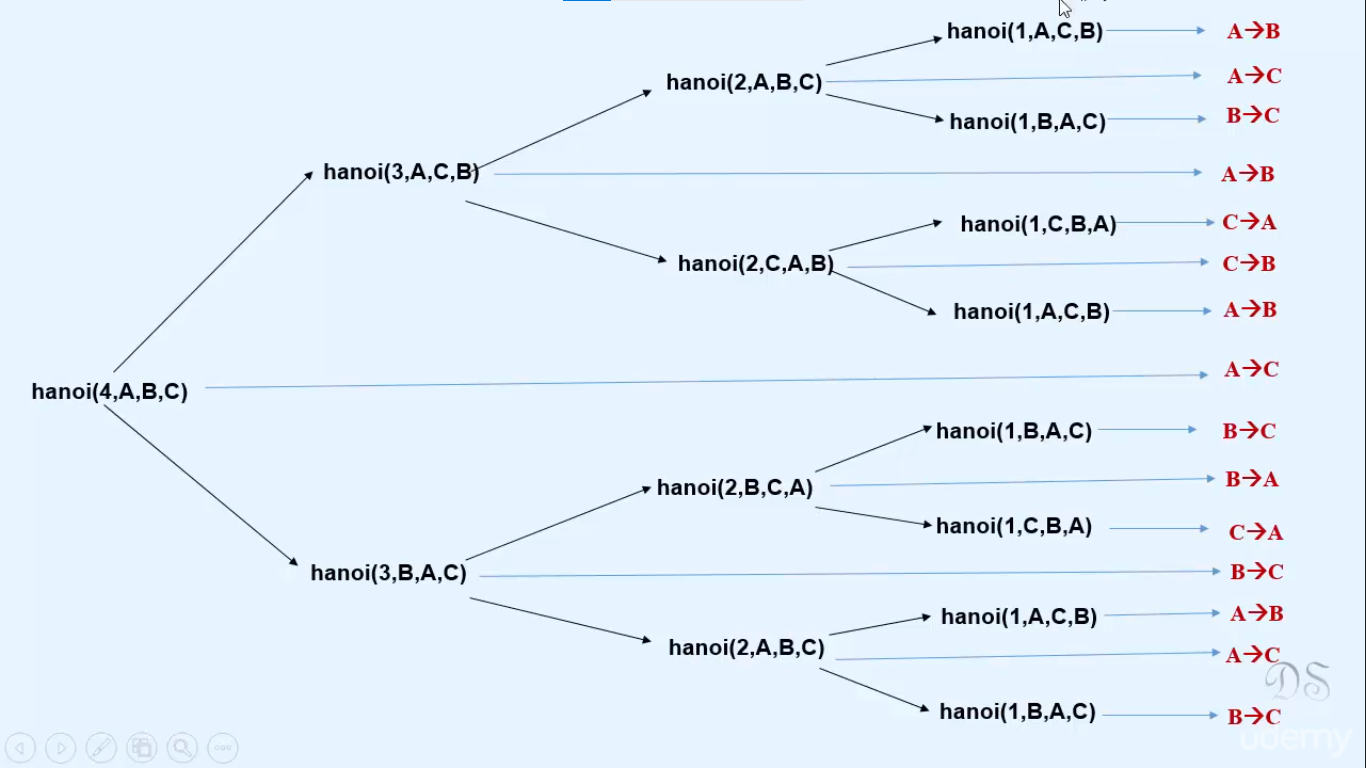 hanoi(1,A,C,B) A→B
hanoi(2,A,B,C) A→C
hanoi(1,B,A,C) B→C
hanoi(3,A,C,B) A→B
hanoi(1,C,B,A) C→A
hanoi(2,C,A,B) C→B
hanoi(1,A,C,B) A→B
hanoi(4,A,B,C) A→C
hanoi(1,B,A,C) B→C
hanoi(2,B,C,A) B→A
hanoi(1,C,B,A) C→A
hanoi(3,B,A,C) B→C
hanoi(1,A,C,B) A→B
hanoi(2,A,B,C) A→C
DS
hanoi(1,B,A,C) B→C
udemy